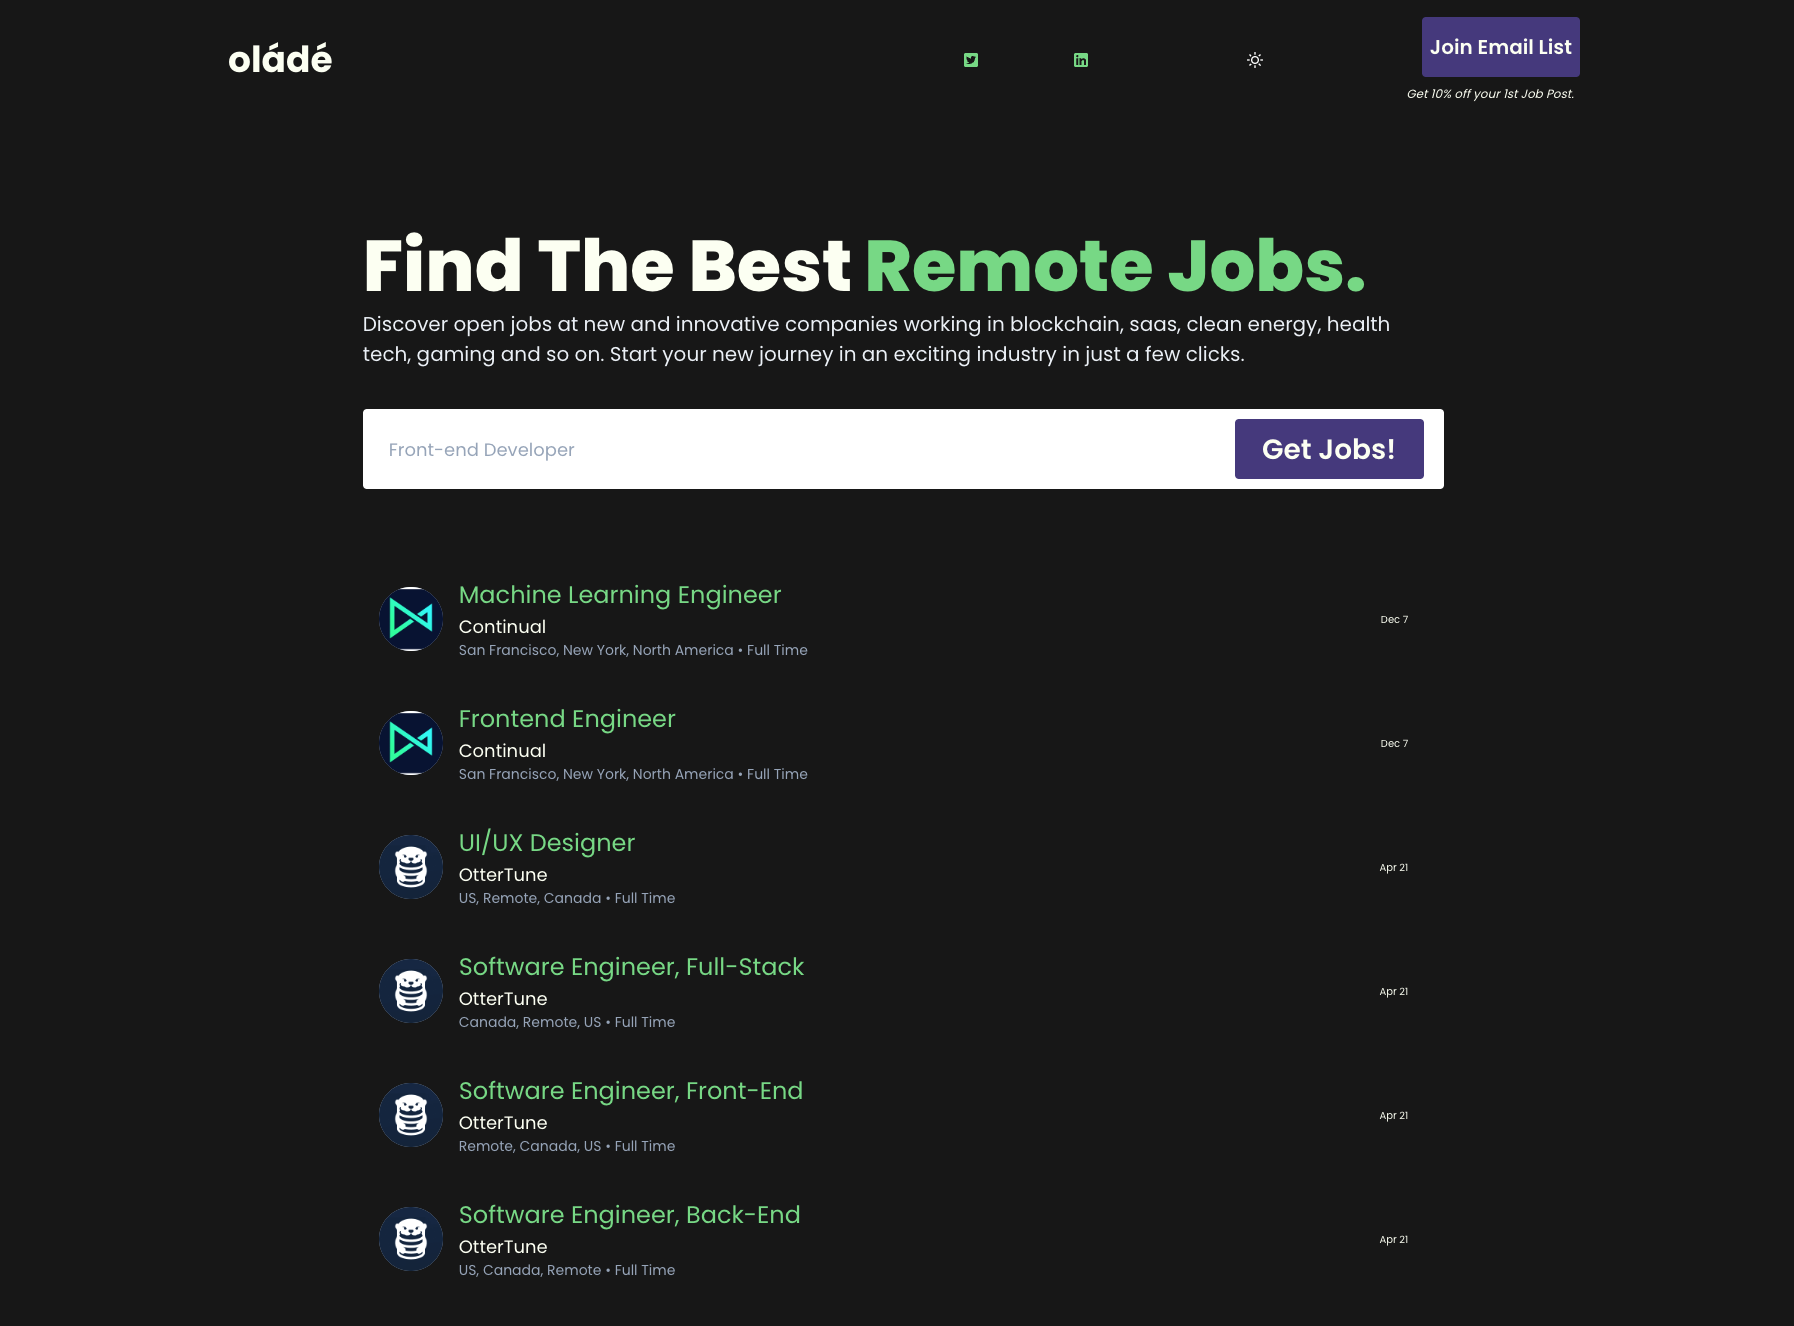 oládé
Join Email List
Get 10% off your 1st Job Post.
Find The Best Remote Jobs.
Discover open jobs at new and innovative companies working in blockchain, saas, clean energy, health
tech, gaming and so on. Start your new journey in an exciting industry in just a few clicks.
Front-end Developer
Get Jobs!
Machine Learning Engineer
Continual
San Francisco, New York, North America • Full Time
Dec 7
Frontend Engineer
Continual
San Francisco, New York, North America • Full Time
Dec 7
UI/UX Designer
OtterTune
US, Remote, Canada • Full Time
Apr 21
Software Engineer, Full-Stack
OtterTune
Canada, Remote, US • Full Time
Apr 21
Software Engineer, Front-End
OtterTune
Remote, Canada, US • Full Time
Apr 21
Software Engineer, Back-End
OtterTune
US, Canada, Remote • Full Time
Apr 21